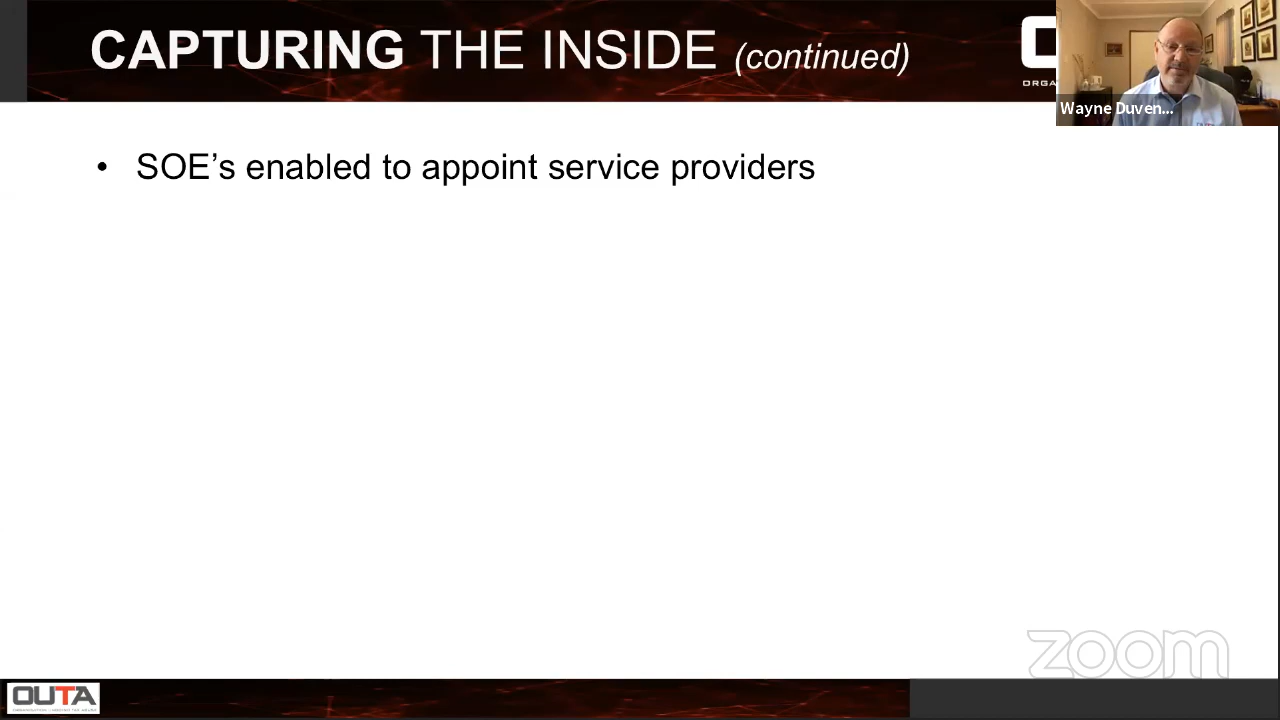 CAPTURING THE INSIDE (continued)
Wayne Duven...
• SOE’s enabled to appoint service providers
zoom
OUTA